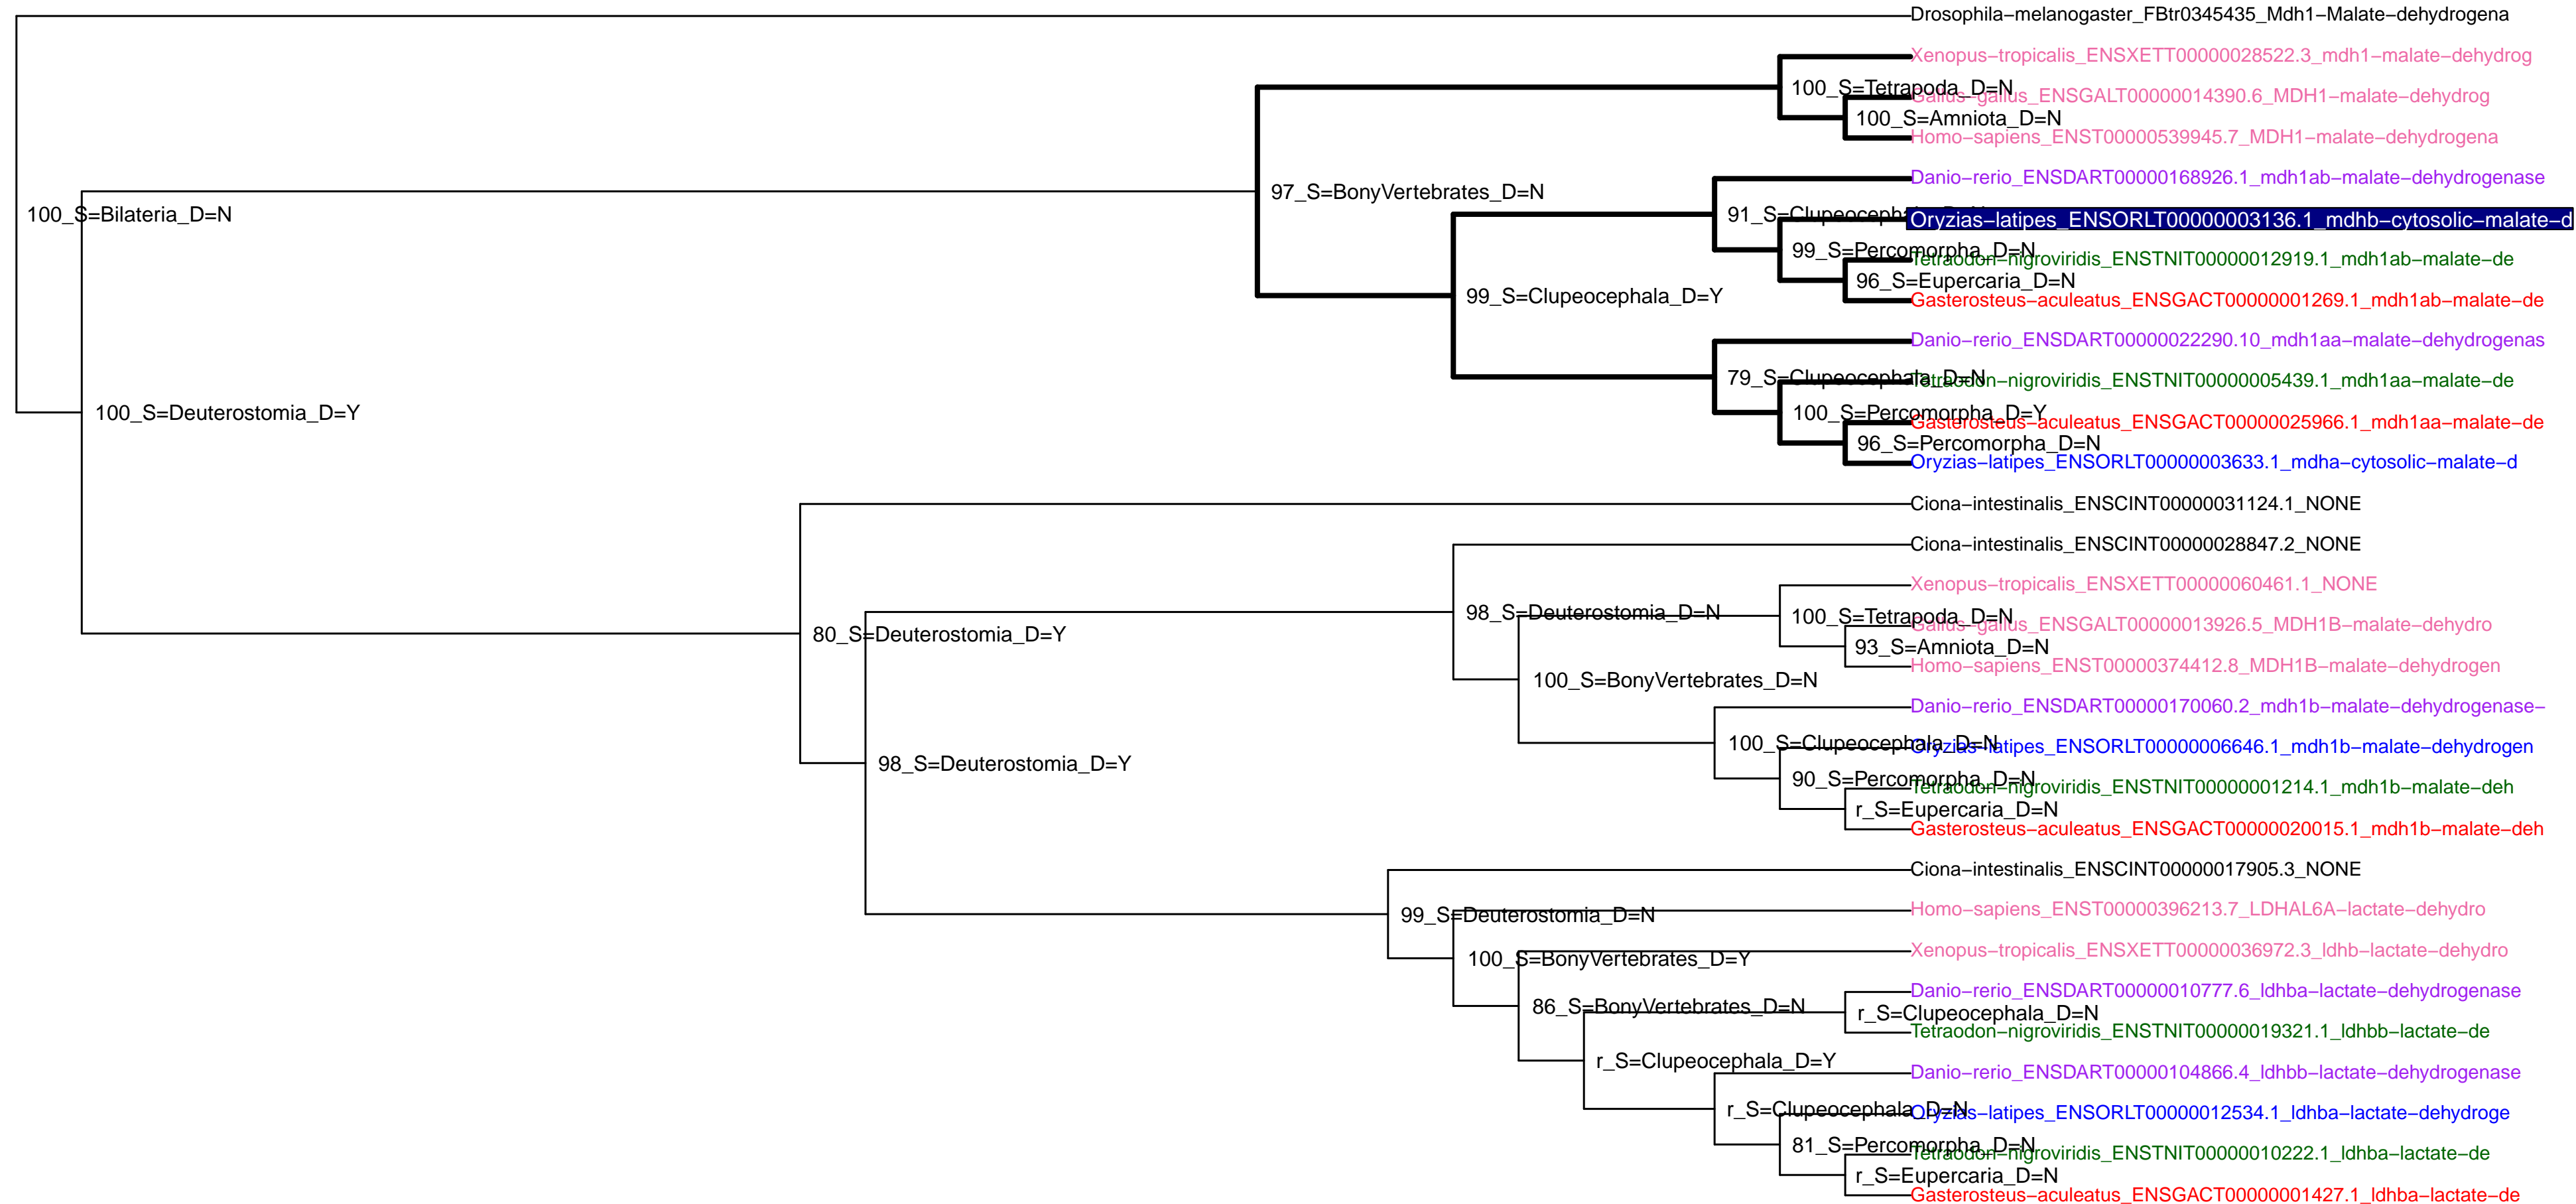 Drosophila−melanogaster_FBtr0345435_Mdh1−Malate−dehydrogena
Xenopus−tropicalis_ENSXETT00000028522.3_mdh1−malate−dehydrog
100_S=Tetrapoda_D=N
Gallus−gallus_ENSGALT00000014390.6_MDH1−malate−dehydrog
100_S=Amniota_D=N
Homo−sapiens_ENST00000539945.7_MDH1−malate−dehydrogena
Danio−rerio_ENSDART00000168926.1_mdh1ab−malate−dehydrogenase
97_S=BonyVertebrates_D=N
100_S=Bilateria_D=N
91_S=Clupeocephala_D=N
Oryzias−latipes_ENSORLT00000003136.1_mdhb−cytosolic−malate−d
99_S=Percomorpha_D=N
Tetraodon−nigroviridis_ENSTNIT00000012919.1_mdh1ab−malate−de
96_S=Eupercaria_D=N
99_S=Clupeocephala_D=Y
Gasterosteus−aculeatus_ENSGACT00000001269.1_mdh1ab−malate−de
Danio−rerio_ENSDART00000022290.10_mdh1aa−malate−dehydrogenas
79_S=Clupeocephala_D=N
Tetraodon−nigroviridis_ENSTNIT00000005439.1_mdh1aa−malate−de
100_S=Deuterostomia_D=Y
100_S=Percomorpha_D=Y
Gasterosteus−aculeatus_ENSGACT00000025966.1_mdh1aa−malate−de
96_S=Percomorpha_D=N
Oryzias−latipes_ENSORLT00000003633.1_mdha−cytosolic−malate−d
Ciona−intestinalis_ENSCINT00000031124.1_NONE
Ciona−intestinalis_ENSCINT00000028847.2_NONE
Xenopus−tropicalis_ENSXETT00000060461.1_NONE
98_S=Deuterostomia_D=N
100_S=Tetrapoda_D=N
Gallus−gallus_ENSGALT00000013926.5_MDH1B−malate−dehydro
80_S=Deuterostomia_D=Y
93_S=Amniota_D=N
Homo−sapiens_ENST00000374412.8_MDH1B−malate−dehydrogen
100_S=BonyVertebrates_D=N
Danio−rerio_ENSDART00000170060.2_mdh1b−malate−dehydrogenase−
100_S=Clupeocephala_D=N
Oryzias−latipes_ENSORLT00000006646.1_mdh1b−malate−dehydrogen
98_S=Deuterostomia_D=Y
90_S=Percomorpha_D=N
Tetraodon−nigroviridis_ENSTNIT00000001214.1_mdh1b−malate−deh
r_S=Eupercaria_D=N
Gasterosteus−aculeatus_ENSGACT00000020015.1_mdh1b−malate−deh
Ciona−intestinalis_ENSCINT00000017905.3_NONE
99_S=Deuterostomia_D=N
Homo−sapiens_ENST00000396213.7_LDHAL6A−lactate−dehydro
Xenopus−tropicalis_ENSXETT00000036972.3_ldhb−lactate−dehydro
100_S=BonyVertebrates_D=Y
Danio−rerio_ENSDART00000010777.6_ldhba−lactate−dehydrogenase
86_S=BonyVertebrates_D=N
r_S=Clupeocephala_D=N
Tetraodon−nigroviridis_ENSTNIT00000019321.1_ldhbb−lactate−de
r_S=Clupeocephala_D=Y
Danio−rerio_ENSDART00000104866.4_ldhbb−lactate−dehydrogenase
r_S=Clupeocephala_D=N
Oryzias−latipes_ENSORLT00000012534.1_ldhba−lactate−dehydroge
81_S=Percomorpha_D=N
Tetraodon−nigroviridis_ENSTNIT00000010222.1_ldhba−lactate−de
r_S=Eupercaria_D=N
Gasterosteus−aculeatus_ENSGACT00000001427.1_ldhba−lactate−de